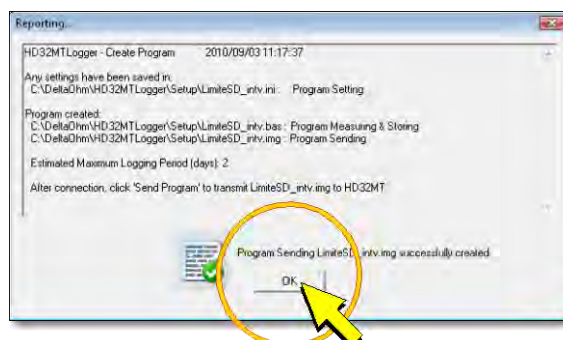 Reporting...
HD32MTLogger - Create Program 2010/09/03 11:17:37
Any settings have been saved in:
C:\DeltaOhm\HD32MTLogger\Setup\LimiteSD_intv.ini : Program Setting
Program created:
C:\DeltaOhm\HD32MTLogger\Setup\LimiteSD_intv.bas : Program Measuring & Storing
C:\DeltaOhm\HD32MTLogger\Setup\LimiteSD_intv.img : Program Sending
Estimated Maximum Logging Period (days): 2
After connection, click 'Send Program' to transmit LimiteSD_intv.img to HD32MT
Program Sending LimiteSD_intv.img successfully created
OK